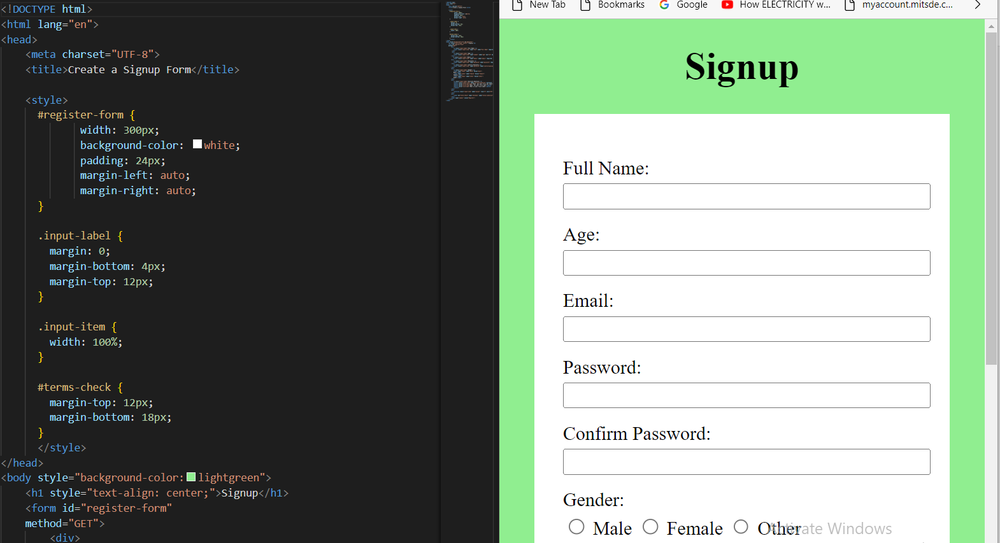 <!DOCTYPE html>
<html lang="en">
<head>
<meta charset="UTF-8">
<title>Create a Signup Form</title>
<style>
#register-form {
width: 300px;
background-color: white;
padding: 24px;
margin-left: auto;
margin-right: auto;
}
.input-label {
margin: 0;
margin-bottom: 4px;
margin-top: 12px;
}
.input-item {
width: 100%;
}
#terms-check {
margin-top: 12px;
margin-bottom: 18px;
}
</style>
</head>
<body style="background-color: lightgreen">
<h1 style="text-align: center;">Signup</h1>
<form id="register-form"
method="GET">
<div>
New Tab Bookmarks Google How ELECTRICITY w... myaccount.mitsde.c...
Signup
Full Name:
Age:
Email:
Password:
Confirm Password:
Gender:
Male Female Other
Activate Windows